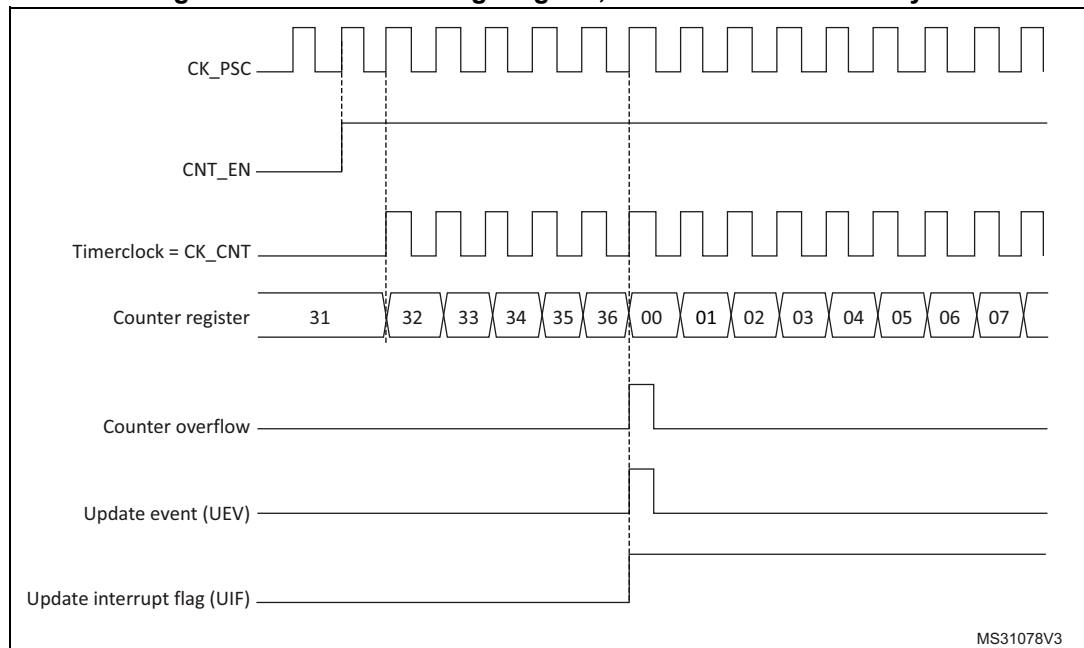 CK_PSC
CNT_EN
Timerclock = CK_CNT
Counter register 31 32 33 34 35 36 00 01 02 03 04 05 06 07
Counter overflow
Update event (UEV)
Update interrupt flag (UIF)
MS31078V3